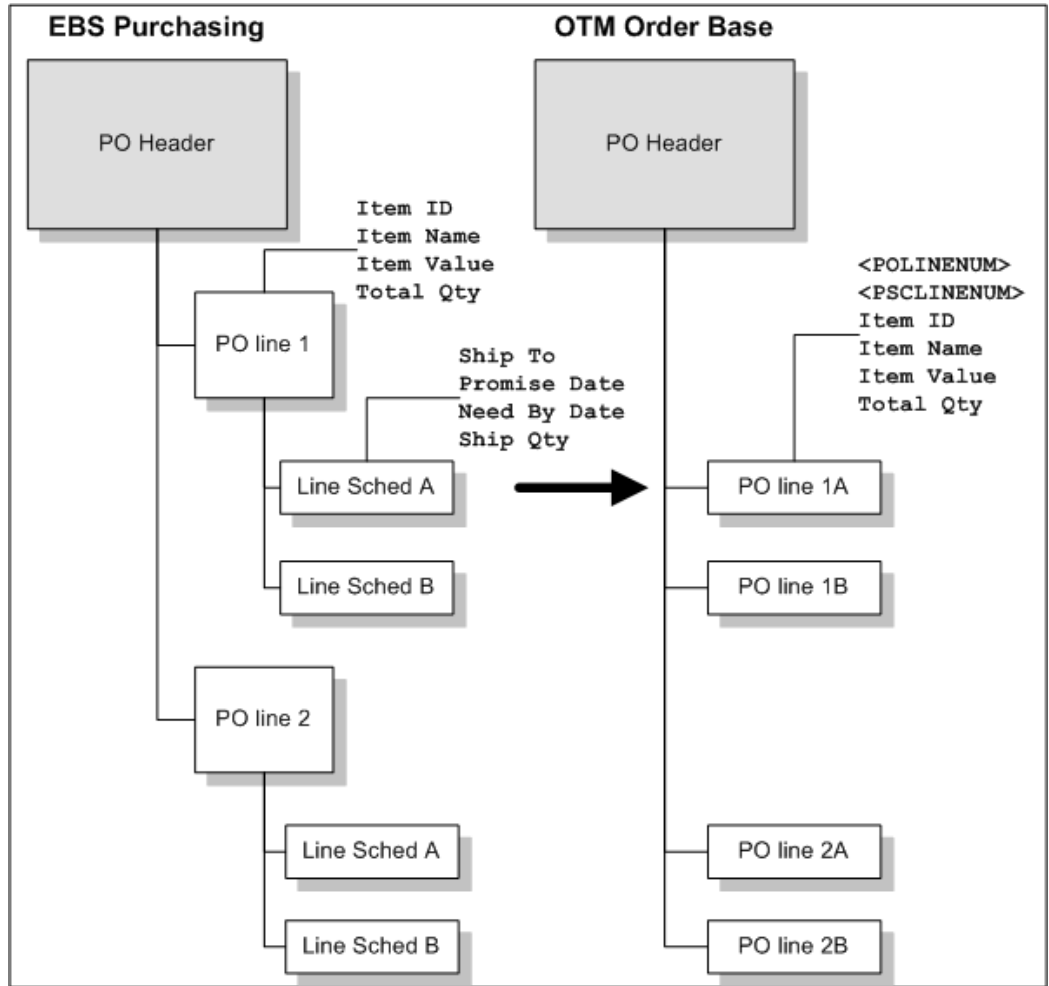 EBS Purchasing
OTM Order Base
PO Header
PO Header
Item ID
Item Name
Item Value
Total Qty
<POLINENUM>
<PSCLINENUM>
Item ID
Item Name
Item Value
Total Qty
PO line 1
Ship To
Promise Date
Need By Date
Ship Qty
Line Sched A
PO line 1A
Line Sched B
PO line 1B
PO line 2
Line Sched A
PO line 2A
Line Sched B
PO line 2B